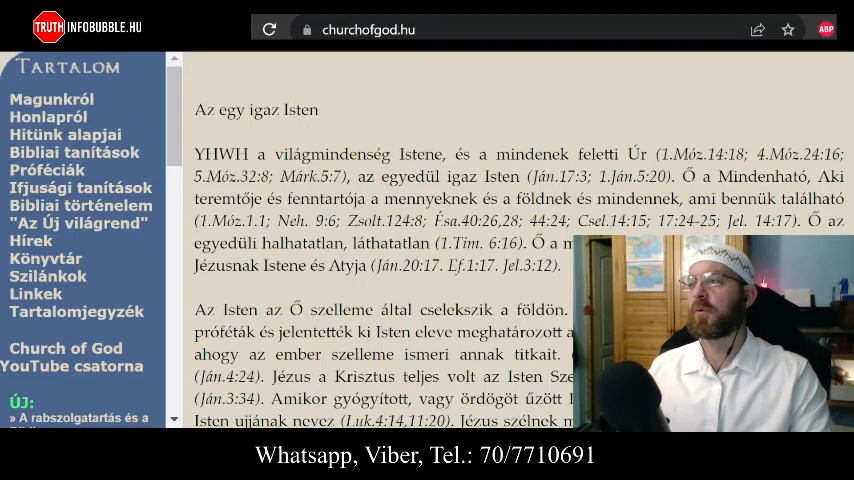 TRUTH INFOBUBBLE.HU
churchofgod.hu
ABP
TARTALOM
Magunkról
Honlapról
Hitünk alapjai
Bibliai tanítások
Próféciák
Ifjusági tanítások
Bibliai történelem
"Az Új világrend"
Hírek
Könyvtár
Szilánkok
Linkek
Tartalomjegyzék
Church of God
YouTube csatorna
ÚJ:
» A rabszolgatartás és a
Az egy igaz Isten
YHWH a világmindenség Istene, és a mindenek feletti Úr (1.Móz.14:18; 4.Móz.24:16;
5.Móz.32:8; Márk.5:7), az egyedül igaz Isten (Ján.17:3; 1.Ján.5:20). Ő a Mindenható, Aki
teremtője és fenntartója a mennyeknek és a földnek és mindennek, ami bennük található
(1.Móz.1.1; Neh. 9:6; Zsolt.124:8; Ésa.40:26,28; 44:24; Csel.14:15; 17:24-25; Jel. 14:17). Ő az
egyedüli halhatatlan, láthatatlan (1.Tim. 6:16). Ő a
Jézusnak Istene és Atyja (Ján.20:17. Ef.1:17. Jel.3:12).
Az Isten az Ő szelleme által cselekszik a földön.
próféták és jelentették ki Isten eleve meghatározott
ahogy az ember szelleme ismeri annak titkait.
(Ján.4:24). Jézus a Krisztus teljes volt az Isten
(Ján.3:34). Amikor gyógyított, vagy ördögöt űzött
Isten ujjának nevez (Luk.4:14,11:20). Jézus szélnek
Whatsapp, Viber, Tel.: 70/7710691